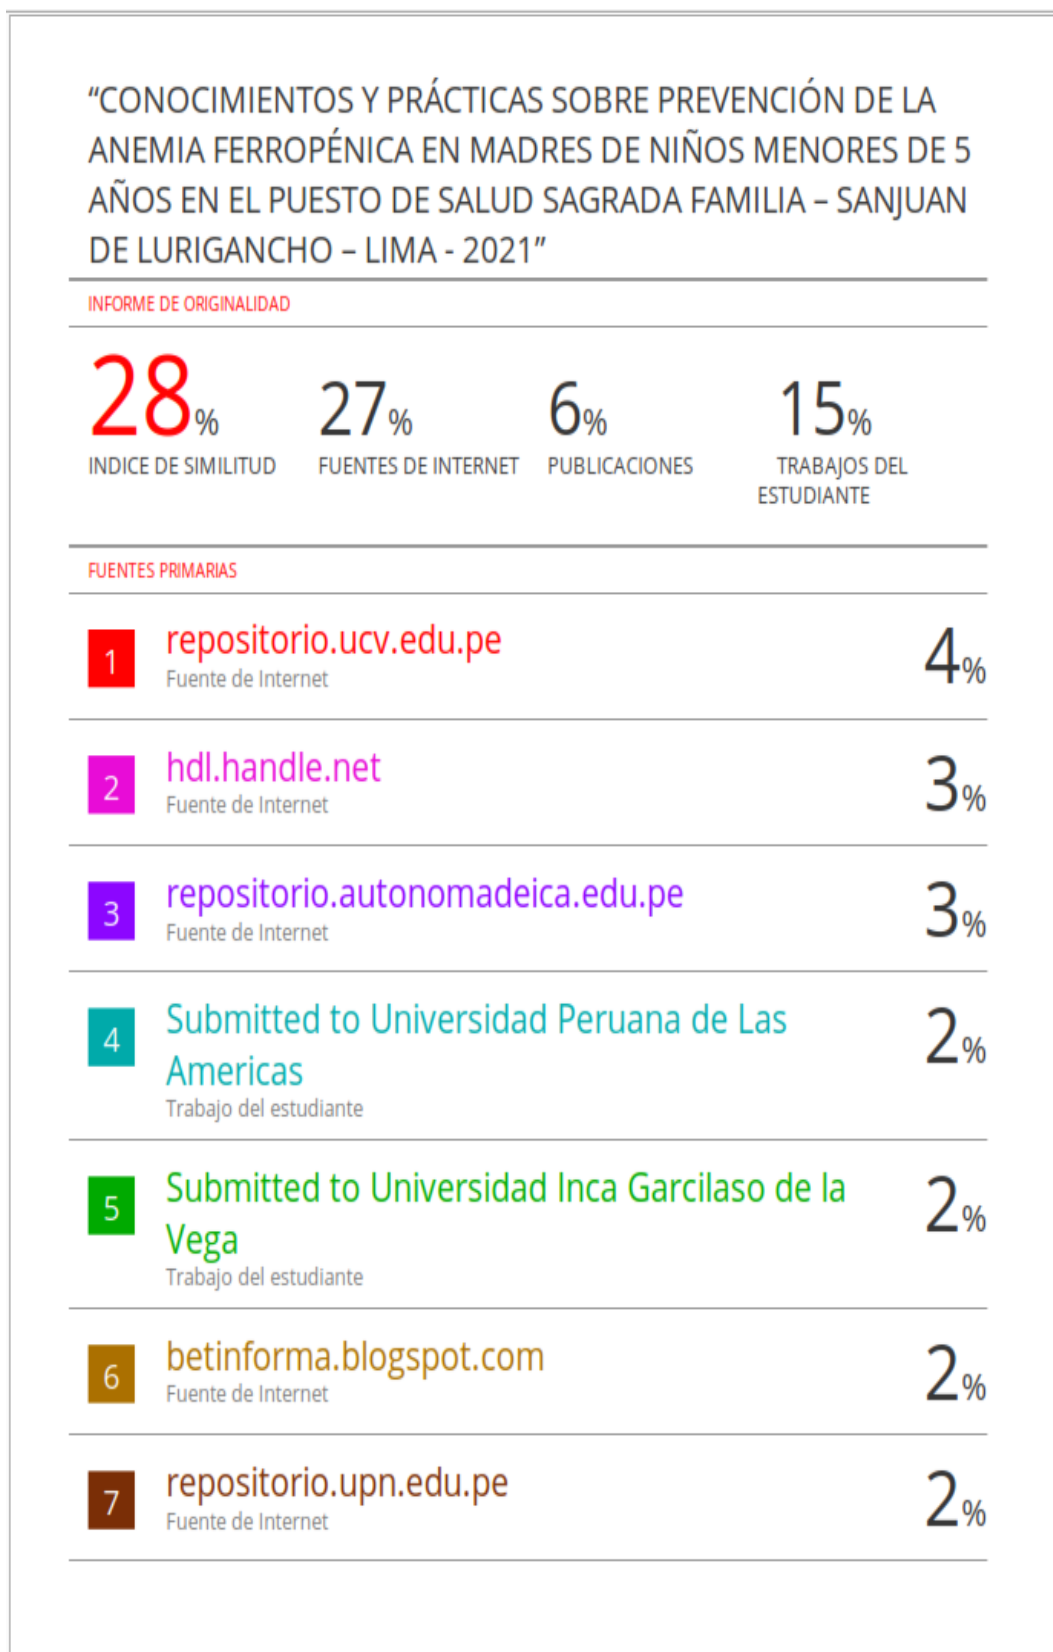 “CONOCIMIENTOS Y PRÁCTICAS SOBRE PREVENCIÓN DE LA
ANEMIA FERROPÉNICA EN MADRES DE NIÑOS MENORES DE 5
AÑOS EN EL PUESTO DE SALUD SAGRADA FAMILIA – SANJUAN
DE LURIGANCHO – LIMA - 2021”
INFORME DE ORIGINALIDAD
28% 27% 6% 15%
INDICE DE SIMILITUD FUENTES DE INTERNET PUBLICACIONES TRABAJOS DEL
ESTUDIANTE
FUENTES PRIMARIAS
1 repositorio.ucv.edu.pe 4%
Fuente de Internet
2 hdl.handle.net 3%
Fuente de Internet
3 repositorio.autonomadeica.edu.pe 3%
Fuente de Internet
4 Submitted to Universidad Peruana de Las 2%
Americas
Trabajo del estudiante
5 Submitted to Universidad Inca Garcilaso de la 2%
Vega
Trabajo del estudiante
6 betinforma.blogspot.com 2%
Fuente de Internet
7 repositorio.upn.edu.pe 2%
Fuente de Internet